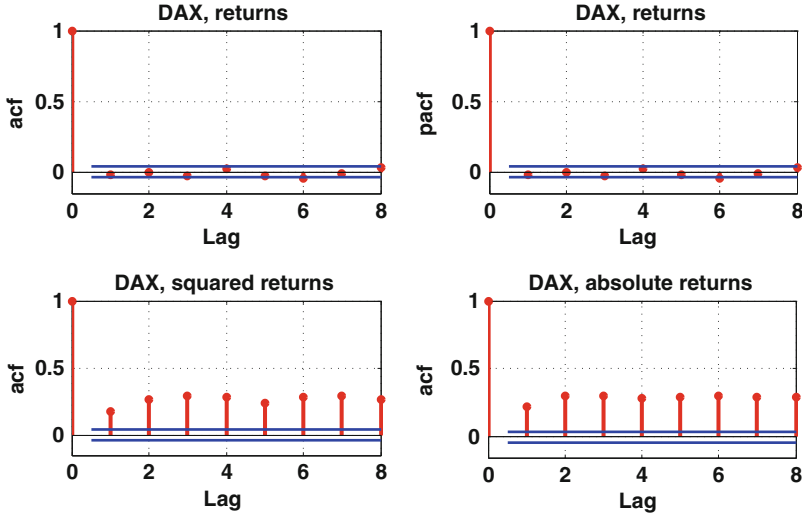 DAX, returns
1
0.5
0
acf
0 2 4 6 8
Lag
DAX, returns
1
0.5
0
pacf
0 2 4 6 8
Lag
DAX, squared returns
1
0.5
0
acf
0 2 4 6 8
Lag
DAX, absolute returns
1
0.5
0
acf
0 2 4 6 8
Lag